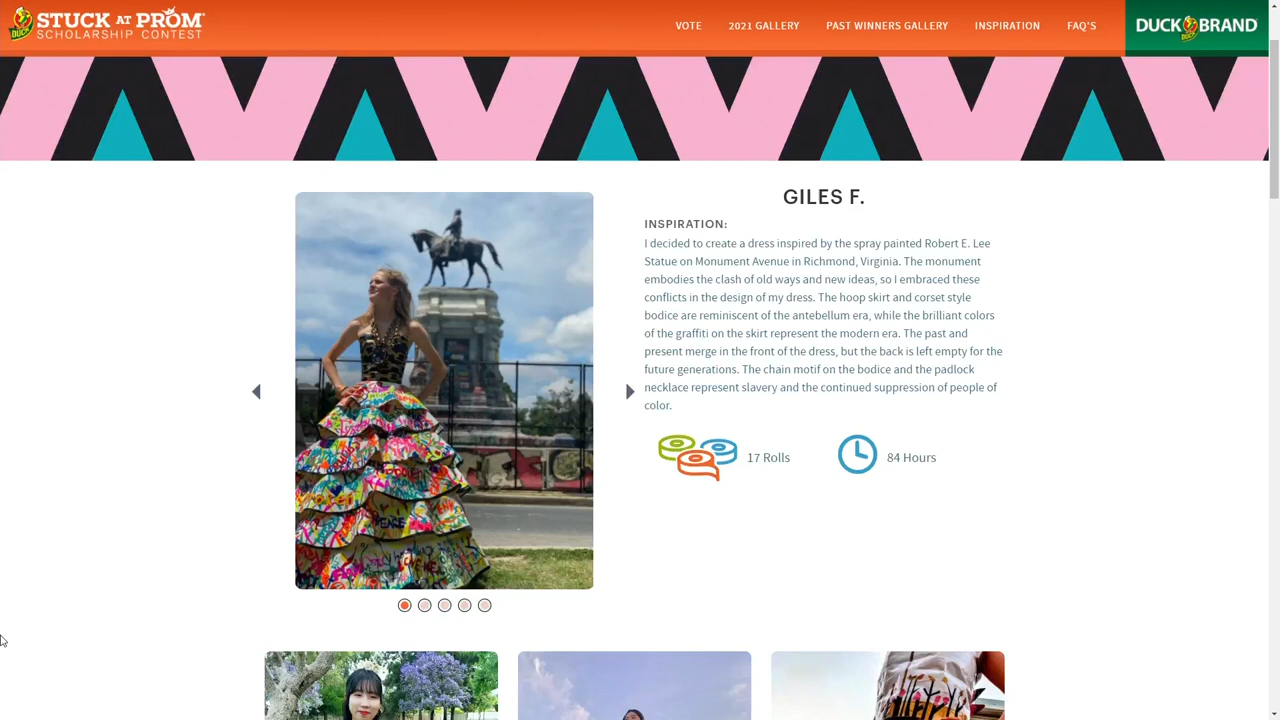 STUCK AT PROM
SCHOLARSHIP CONTEST
VOTE
2021 GALLERY
PAST WINNERS GALLERY
INSPIRATION
FAQ'S
DUCK BRAND
GILES F.
INSPIRATION:
I decided to create a dress inspired by the spray painted Robert E. Lee
Statue on Monument Avenue in Richmond, Virginia. The monument
embodies the clash of old ways and new ideas, so I embraced these
conflicts in the design of my dress. The hoop skirt and corset style
bodice are reminiscent of the antebellum era, while the brilliant colors
of the graffiti on the skirt represent the modern era. The past and
present merge in the front of the dress, but the back is left empty for the
future generations. The chain motif on the bodice and the padlock
necklace represent slavery and the continued suppression of people of
color.
17 Rolls
84 Hours
PEACE